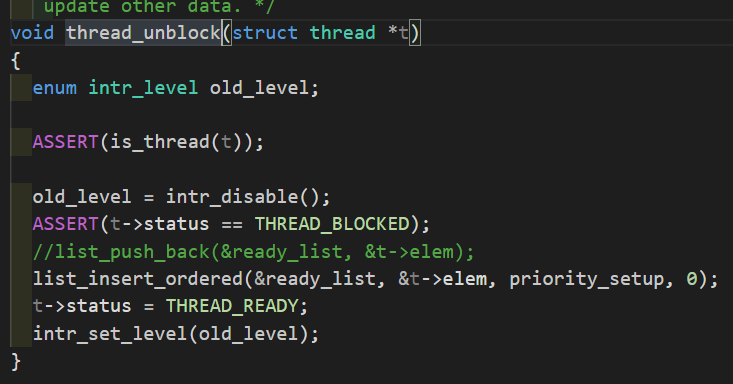 update other data. */
void thread_unblock(struct thread *t)
{
enum intr_level old_level;
ASSERT(is_thread(t));
old_level = intr_disable();
ASSERT(t->status == THREAD_BLOCKED);
//list_push_back(&ready_list, &t->elem);
list_insert_ordered(&ready_list, &t->elem, priority_setup, 0);
t->status = THREAD_READY;
intr_set_level(old_level);
}